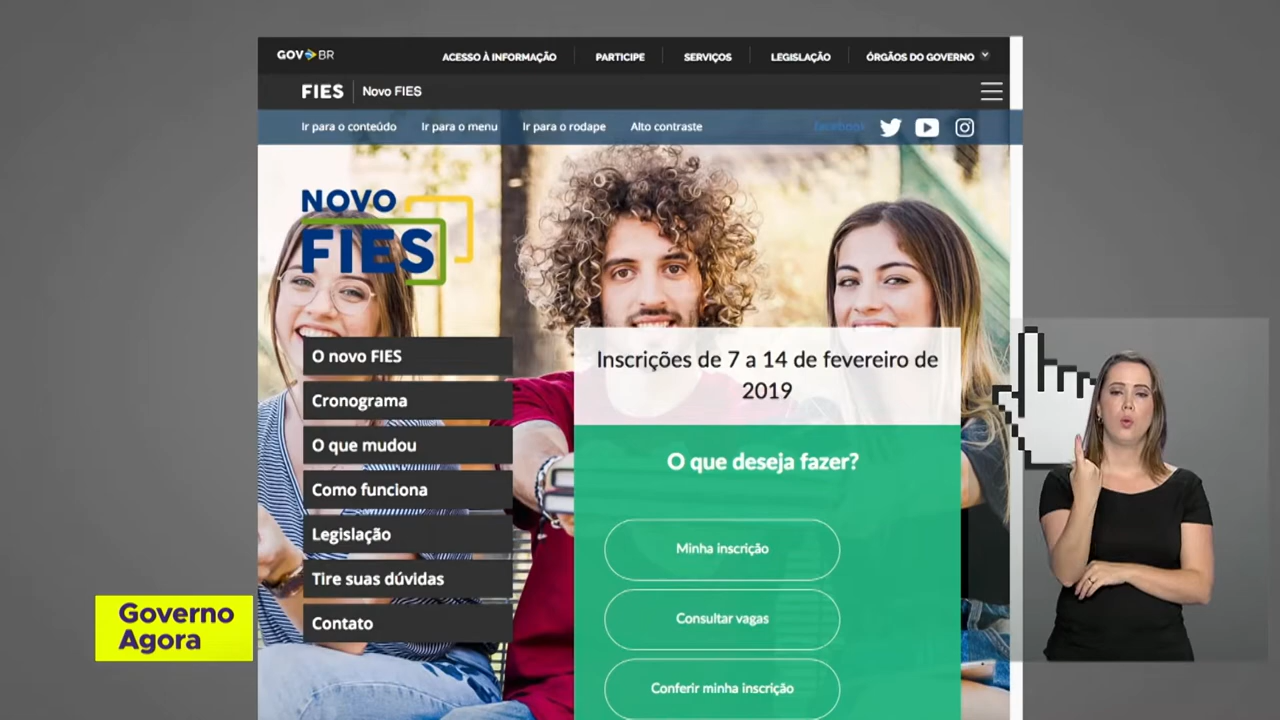 GOV BR
ACESSO À INFORMAÇÃO PARTICIPE SERVIÇOS LEGISLAÇÃO ÓRGÃOS DO GOVERNO
FIES Novo FIES
Ir para o conteúdo Ir para o menu Ir para o rodape Alto contraste facebook
NOVO
FIES
O novo FIES
Cronograma
O que mudou
Como funciona
Legislação
Tire suas dúvidas
Contato
Inscrições de 7 a 14 de fevereiro de
2019
O que deseja fazer?
Minha inscrição
Consultar vagas
Conferir minha inscrição
Governo
Agora